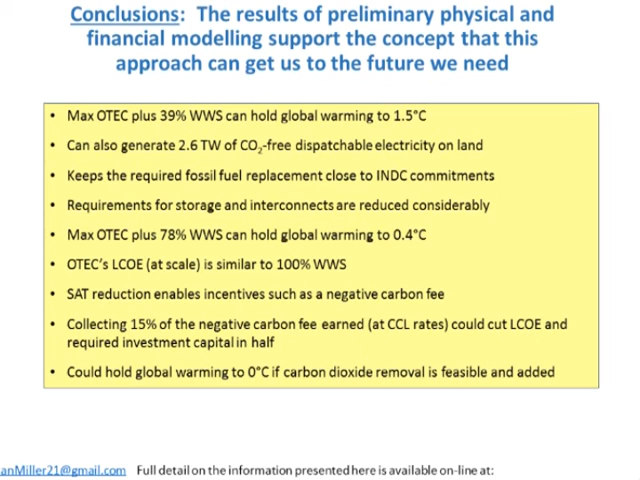 Conclusions: The results of preliminary physical and
financial modelling support the concept that this
approach can get us to the future we need
• Max OTEC plus 39% WWS can hold global warming to 1.5°C
• Can also generate 2.6 TW of CO₂-free dispatchable electricity on land
• Keeps the required fossil fuel replacement close to INDC commitments
• Requirements for storage and interconnects are reduced considerably
• Max OTEC plus 78% WWS can hold global warming to 0.4°C
• OTEC's LCOE (at scale) is similar to 100% WWS
• SAT reduction enables incentives such as a negative carbon fee
• Collecting 15% of the negative carbon fee earned (at CCL rates) could cut LCOE and
required investment capital in half
• Could hold global warming to 0°C if carbon dioxide removal is feasible and added
anMiller21@gmail.com Full detail on the information presented here is available on-line at: